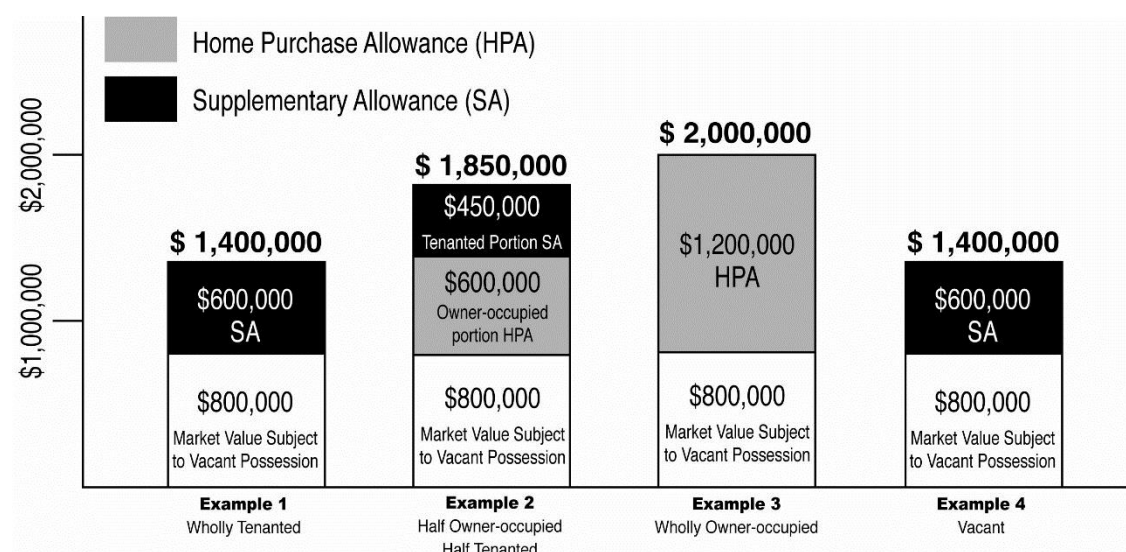 Home Purchase Allowance (HPA)
Supplementary Allowance (SA)
$2,000,000
$1,000,000
$ 1,400,000
$600,000
SA
$800,000
Market Value Subject
to Vacant Possession
Example 1
Wholly Tenanted
$ 1,850,000
$450,000
Tenanted Portion SA
$600,000
Owner-occupied
portion HPA
$800,000
Market Value Subject
to Vacant Possession
Example 2
Half Owner-occupied
Half Tenanted
$ 2,000,000
$1,200,000
HPA
$800,000
Market Value Subject
to Vacant Possession
Example 3
Wholly Owner-occupied
$ 1,400,000
$600,000
SA
$800,000
Market Value Subject
to Vacant Possession
Example 4
Vacant